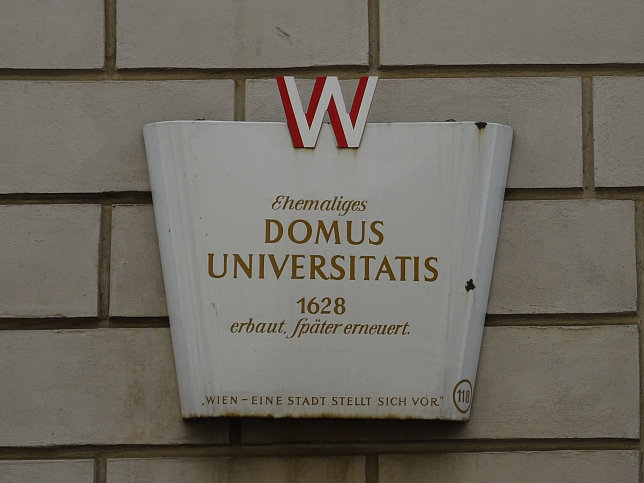 W
Ehemaliges
DOMUS
UNIVERSITATIS
1628
erbaut, später erneuert.
„WIEN ~ EINE STADT STELLT SICH VOR“
118